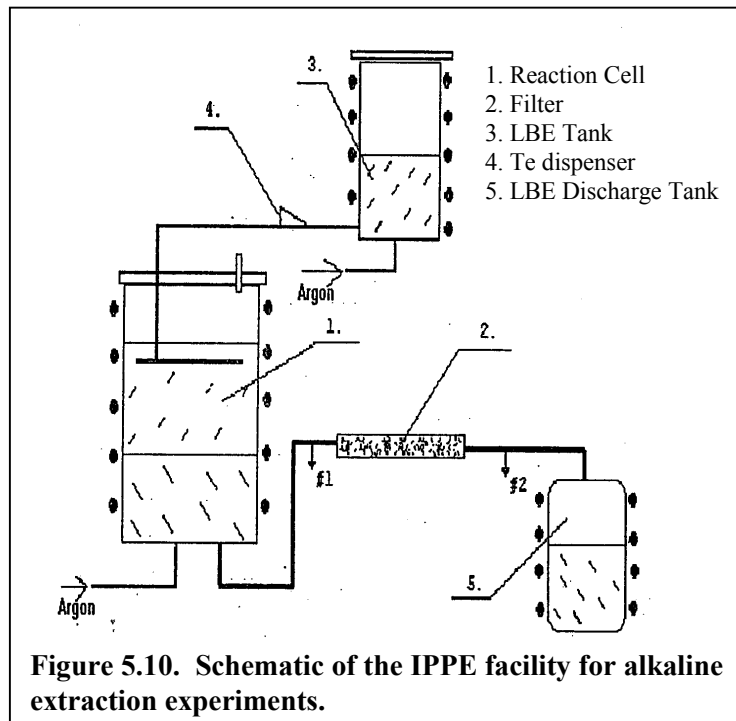 3.
4.
1. Reaction Cell
2. Filter
3. LBE Tank
4. Te dispenser
5. LBE Discharge Tank
Argon
1.
2.
#1
#2
5.
Argon
Figure 5.10. Schematic of the IPPE facility for alkaline
extraction experiments.